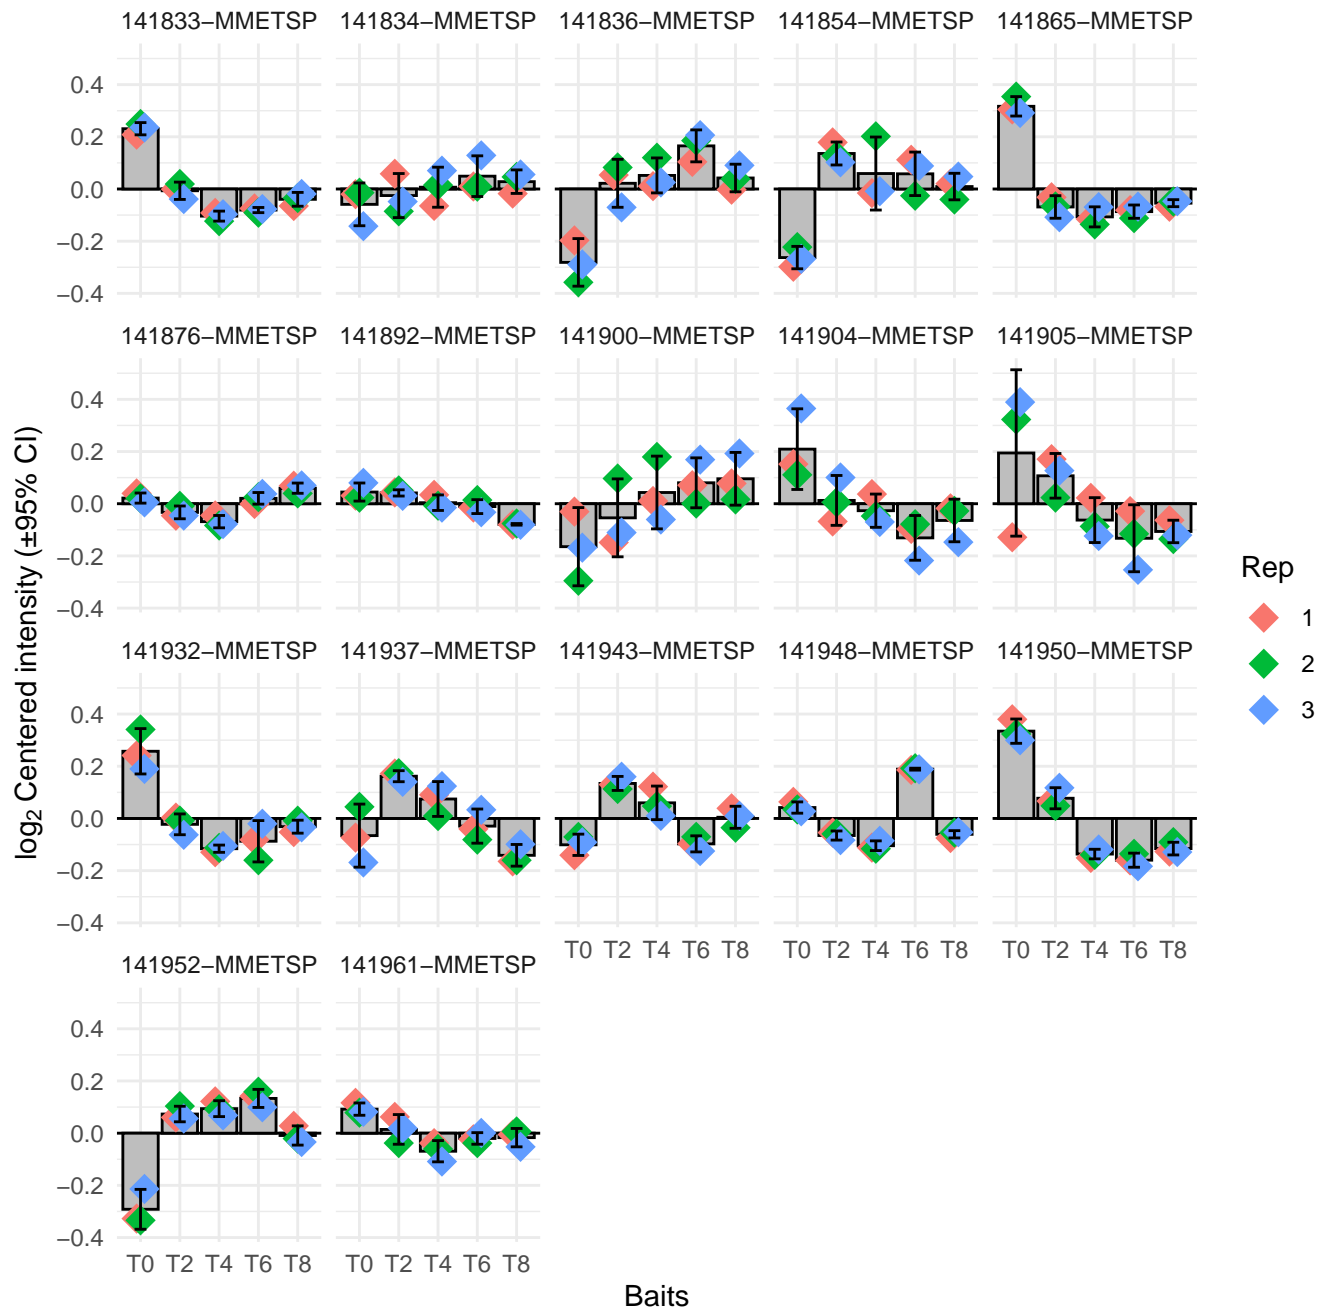 141833−MMETSP 141834−MMETSP 141836−MMETSP 141854−MMETSP 141865−MMETSP
0.4
0.2
0.0
−0.2
−0.4
141876−MMETSP 141892−MMETSP 141900−MMETSP 141904−MMETSP 141905−MMETSP
0.4
0.2
0.0
−0.2
−0.4
141932−MMETSP 141937−MMETSP 141943−MMETSP 141948−MMETSP 141950−MMETSP
0.4
0.2
0.0
−0.2
−0.4
T0 T2 T4 T6 T8 T0 T2 T4 T6 T8 T0 T2 T4 T6 T8
141952−MMETSP 141961−MMETSP
0.4
0.2
0.0
−0.2
−0.4
T0 T2 T4 T6 T8 T0 T2 T4 T6 T8
Baits
log₂ Centered intensity (±95% CI)
Rep
1
2
3